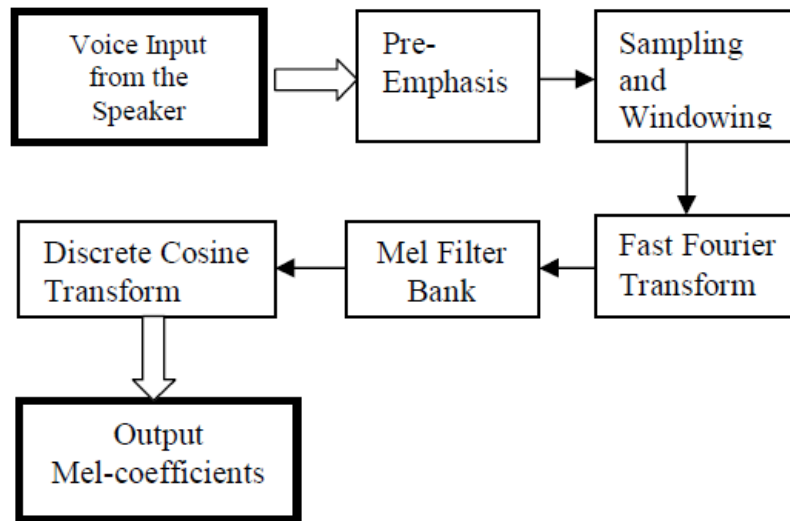 Voice Input
from the
Speaker
Pre-
Emphasis
Sampling
and
Windowing
Fast Fourier
Transform
Mel Filter
Bank
Discrete Cosine
Transform
Output
Mel-coefficients